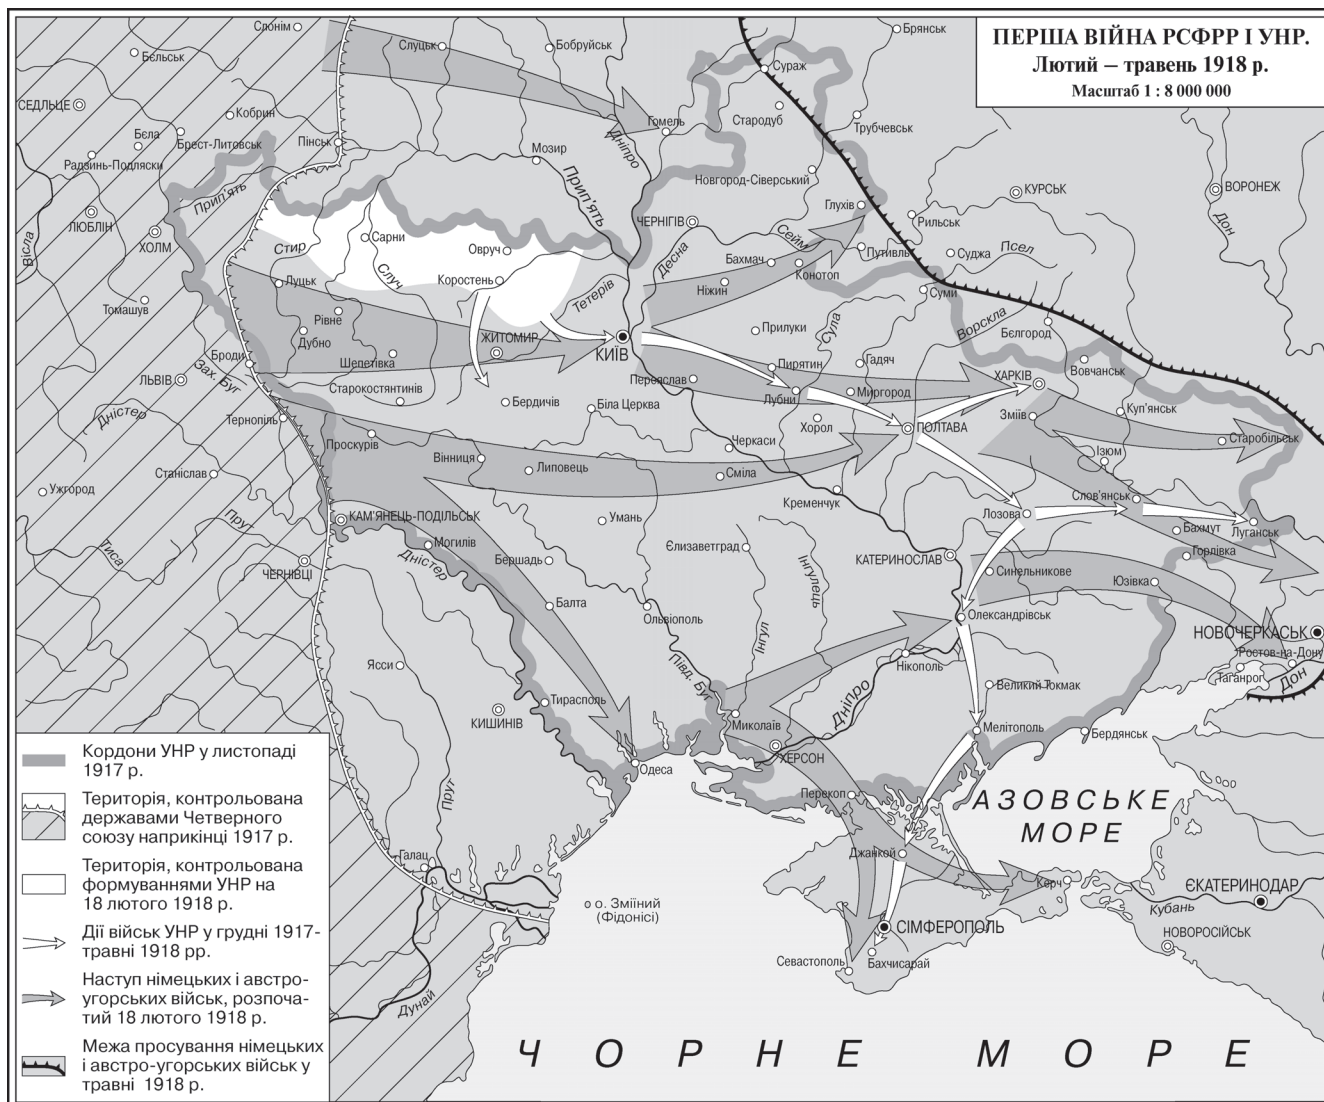 ПЕРША ВІЙНА РСФРР І УНР.
Лютий – травень 1918 р.
Масштаб 1 : 8 000 000
Слонім
Слуцьк
Бобруйськ
Брянськ
Бєльськ
Сураж
СЕДЛЬЦЕ
Кобрин
Бєла
Брест-Литовськ
Пінськ
Гомель
Дніпро
Стародуб
Трубчевськ
Радзинь-Подляски
Мозир
Прип'ять
Прип'ять
Новгород-Сіверський
КУРСЬК
ВОРОНЕЖ
Дон
ЛЮБЛІН
ХОЛМ
Вісла
Стир
Сарни
Овруч
ЧЕРНІГІВ
Десна
Сейм
Глухів
Рильськ
Путивль
Суджа
Псел
Бахмач
Конотоп
Луцьк
Случ
Коростень
Тетерів
Ніжин
Суми
Томашув
Рівне
Дубно
ЖИТОМИР
КИЇВ
Прилуки
Сула
Ворскла
Бєлгород
Броди
Шепетівка
Зах. Буг
ЛЬВІВ
Старокостянтинів
Переяслав
Пирятин
Гадяч
ХАРКІВ
Вовчанськ
Дністер
Тернопіль
Бердичів
Біла Церква
Лубни
Миргород
Хорол
ПОЛТАВА
Зміїв
Куп'янськ
Старобільськ
Проскурів
Вінниця
Липовець
Черкаси
Сміла
Ізюм
Станіслав
Ужгород
Кременчук
Слов'янськ
Прут
КАМ'ЯНЕЦЬ-ПОДІЛЬСЬК
Умань
Лозова
Бахмут
Луганськ
Тиса
Могилів
Дністер
ЧЕРНІВЦІ
Бершадь
Єлизаветград
Інгулець
КАТЕРИНОСЛАВ
Горлівка
Синельникове
Юзівка
Балта
Ольвіополь
Інгул
Олександрівськ
НОВОЧЕРКАСЬК
Ростов-на-Дону
Таганрог
Дон
Ясси
Півд. Буг
Нікополь
Великий Токмак
КИШИНІВ
Тирасполь
Миколаїв
Дніпро
Мелітополь
Бердянськ
ХЕРСОН
Одеса
Перекоп
АЗОВСЬКЕ
МОРЕ
Прут
Галац
Джанкой
Керч
ЄКАТЕРИНОДАР
Кубань
о. Зміїний
(Фідонісі)
СІМФЕРОПОЛЬ
НОВОРОСІЙСЬК
Севастополь
Бахчисарай
Дунай
ЧОРНЕ МОРЕ
Кордони УНР у листопаді
1917 р.
Територія, контрольована
державами Четверного
союзу наприкінці 1917 р.
Територія, контрольована
формуваннями УНР на
18 лютого 1918 р.
Дії військ УНР у грудні 1917-
травні 1918 рр.
Наступ німецьких і австро-
угорських військ, розпоча-
тий 18 лютого 1918 р.
Межа просування німецьких
і австро-угорських військ у
травні 1918 р.